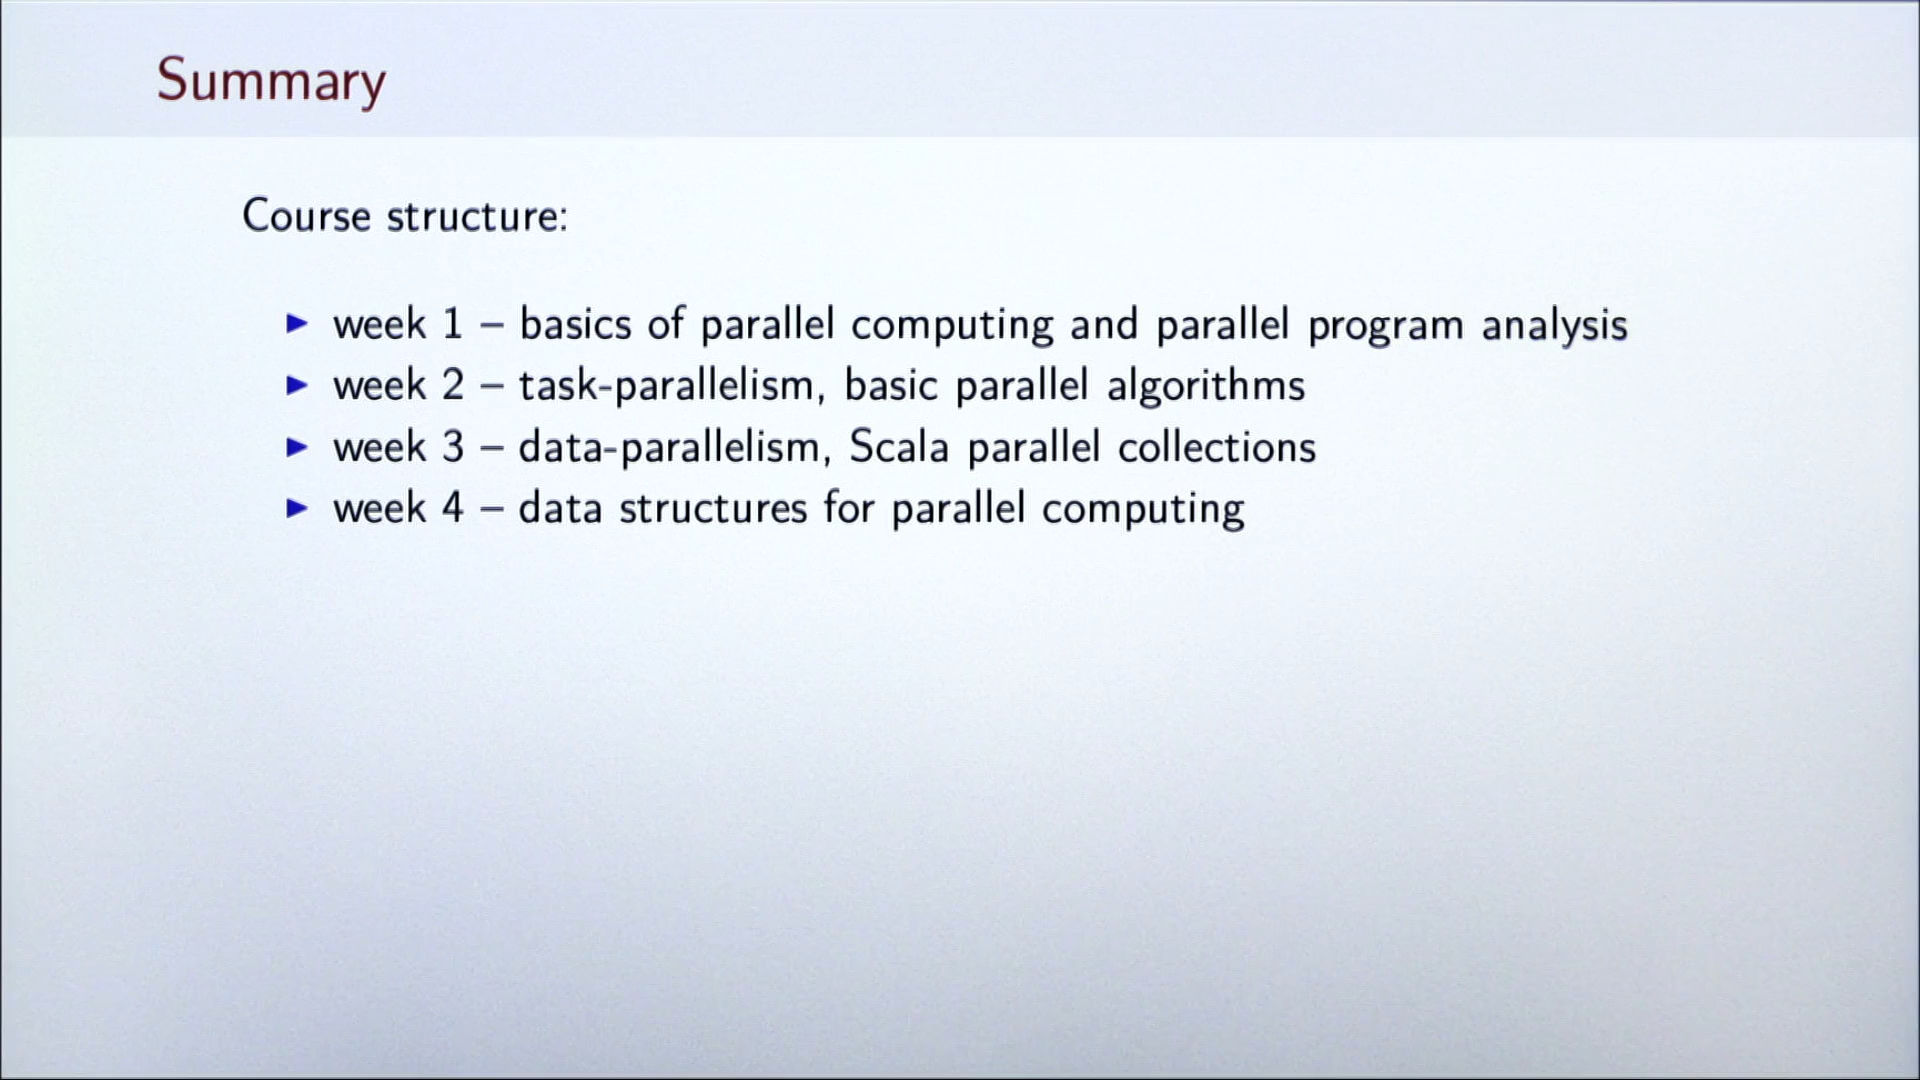 Summary
Course structure:
▶ week 1 – basics of parallel computing and parallel program analysis
▶ week 2 – task-parallelism, basic parallel algorithms
▶ week 3 – data-parallelism, Scala parallel collections
▶ week 4 – data structures for parallel computing